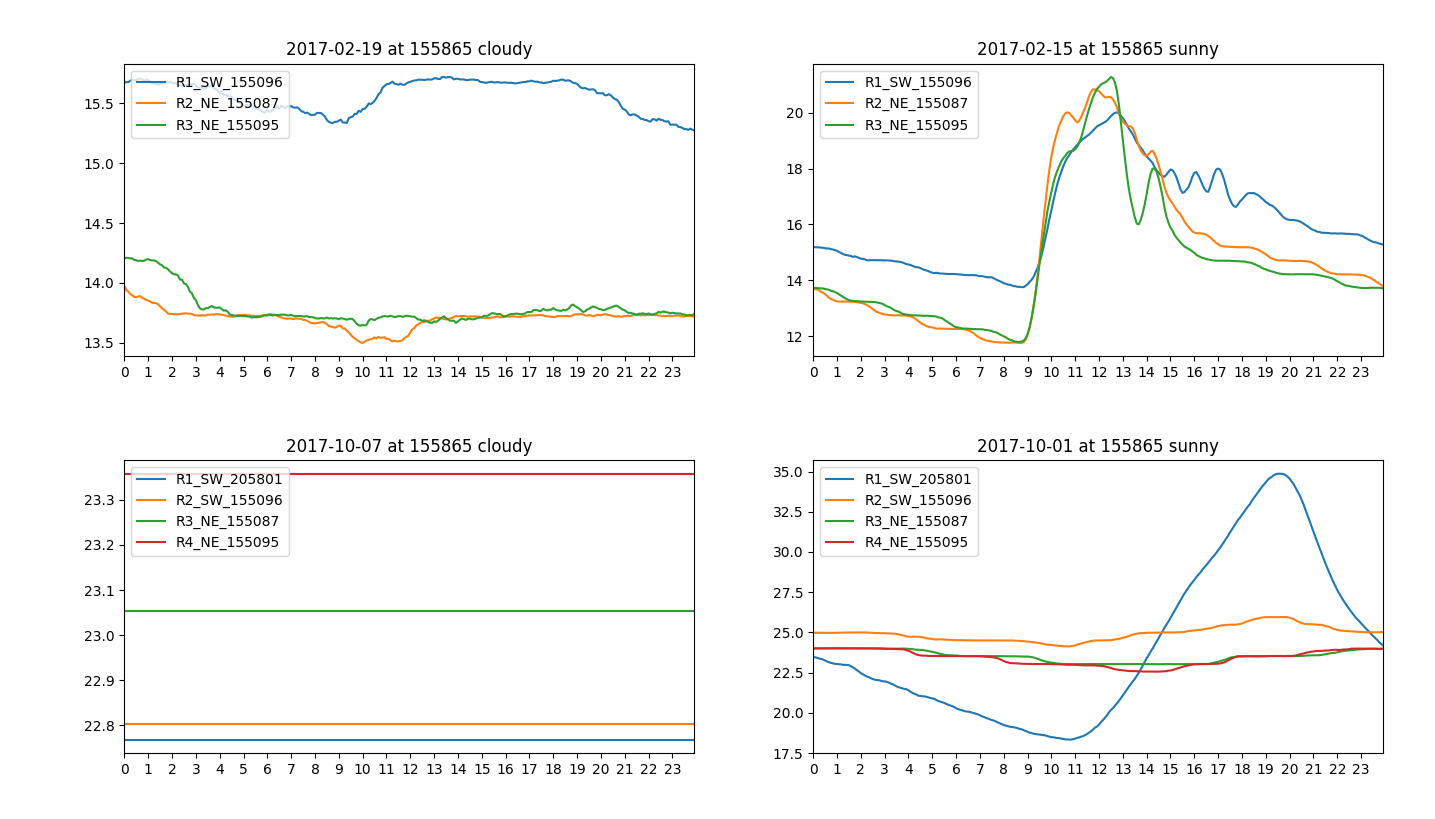 2017-02-19 at 155865 cloudy
R1_SW_155096
R2_NE_155087
R3_NE_155095
15.5
15.0
14.5
14.0
13.5
0 1 2 3 4 5 6 7 8 9 10 11 12 13 14 15 16 17 18 19 20 21 22 23
2017-02-15 at 155865 sunny
R1_SW_155096
R2_NE_155087
R3_NE_155095
20
18
16
14
12
0 1 2 3 4 5 6 7 8 9 10 11 12 13 14 15 16 17 18 19 20 21 22 23
2017-10-07 at 155865 cloudy
R1_SW_205801
R2_SW_155096
R3_NE_155087
R4_NE_155095
23.3
23.2
23.1
23.0
22.9
22.8
0 1 2 3 4 5 6 7 8 9 10 11 12 13 14 15 16 17 18 19 20 21 22 23
2017-10-01 at 155865 sunny
R1_SW_205801
R2_SW_155096
R3_NE_155087
R4_NE_155095
35.0
32.5
30.0
27.5
25.0
22.5
20.0
17.5
0 1 2 3 4 5 6 7 8 9 10 11 12 13 14 15 16 17 18 19 20 21 22 23